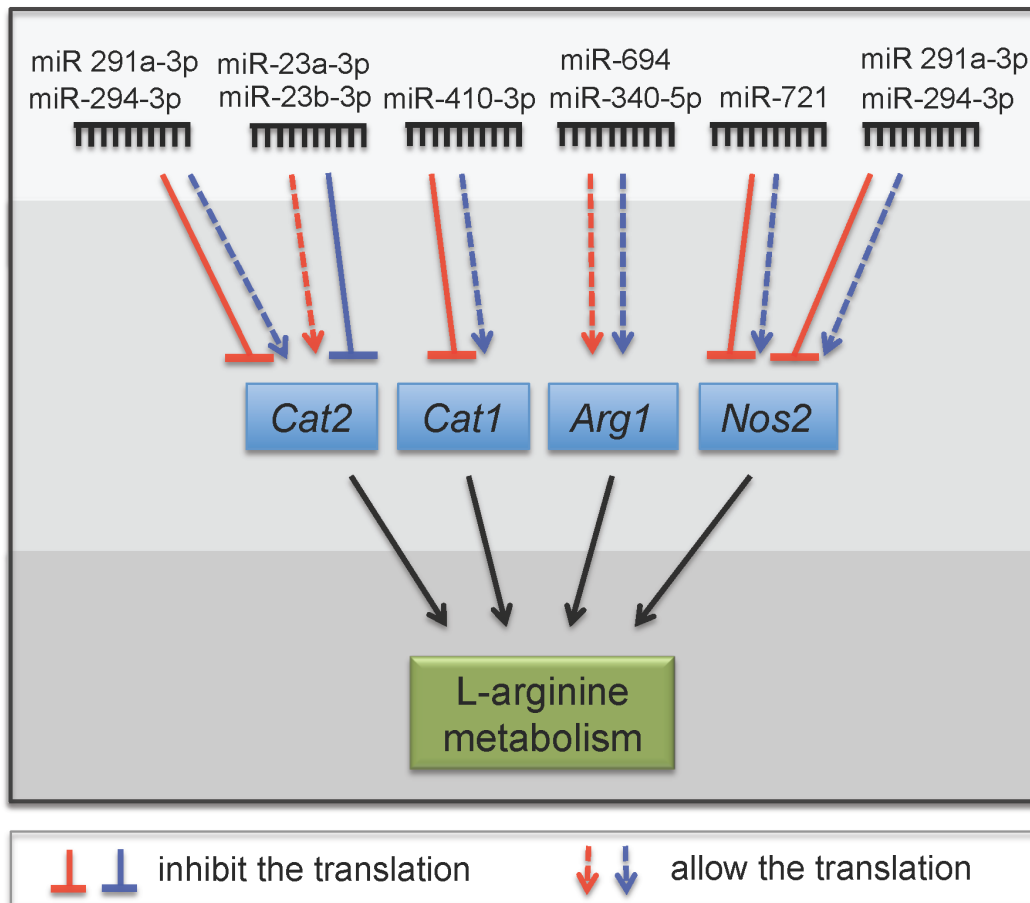 miR 291a-3p
miR-294-3p
miR-23a-3p
miR-23b-3p
miR-410-3p
miR-694
miR-340-5p
miR-721
miR 291a-3p
miR-294-3p
Cat2
Cat1
Arg1
Nos2
L-arginine
metabolism
inhibit the translation
allow the translation